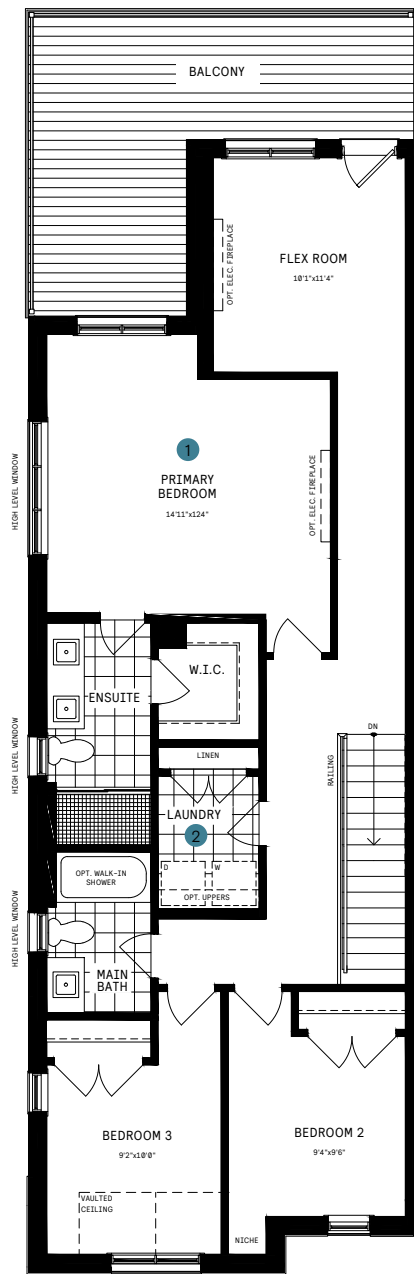 BALCONY
FLEX ROOM
10'1"x11'4"
OPT. ELEC. FIREPLACE
1
PRIMARY
BEDROOM
14'11"x124"
OPT. ELEC. FIREPLACE
HIGH LEVEL WINDOW
W.I.C.
ENSUITE
HIGH LEVEL WINDOW
DN
RAILING
LINEN
LAUNDRY
2
D
W
OPT. UPPERS
OPT. WALK-IN
SHOWER
HIGH LEVEL WINDOW
MAIN
BATH
BEDROOM 3
9'2"x10'0"
BEDROOM 2
9'4"x9'6"
VAULTED
CEILING
NICHE